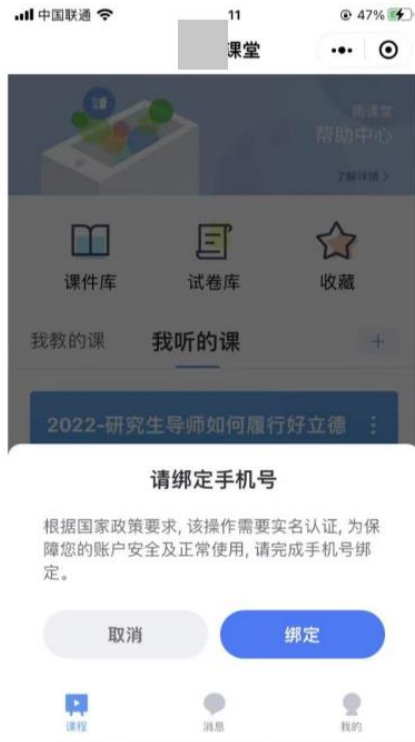 中国联通 11 47%
课堂
雨课堂
帮助中心
了解详情 >
课件库 试卷库 收藏
我教的课 我听的课 +
2022-研究生导师如何履行好立德
请绑定手机号
根据国家政策要求, 该操作需要实名认证, 为保
障您的账户安全及正常使用, 请完成手机号绑
定。
取消 绑定
课程 消息 我的